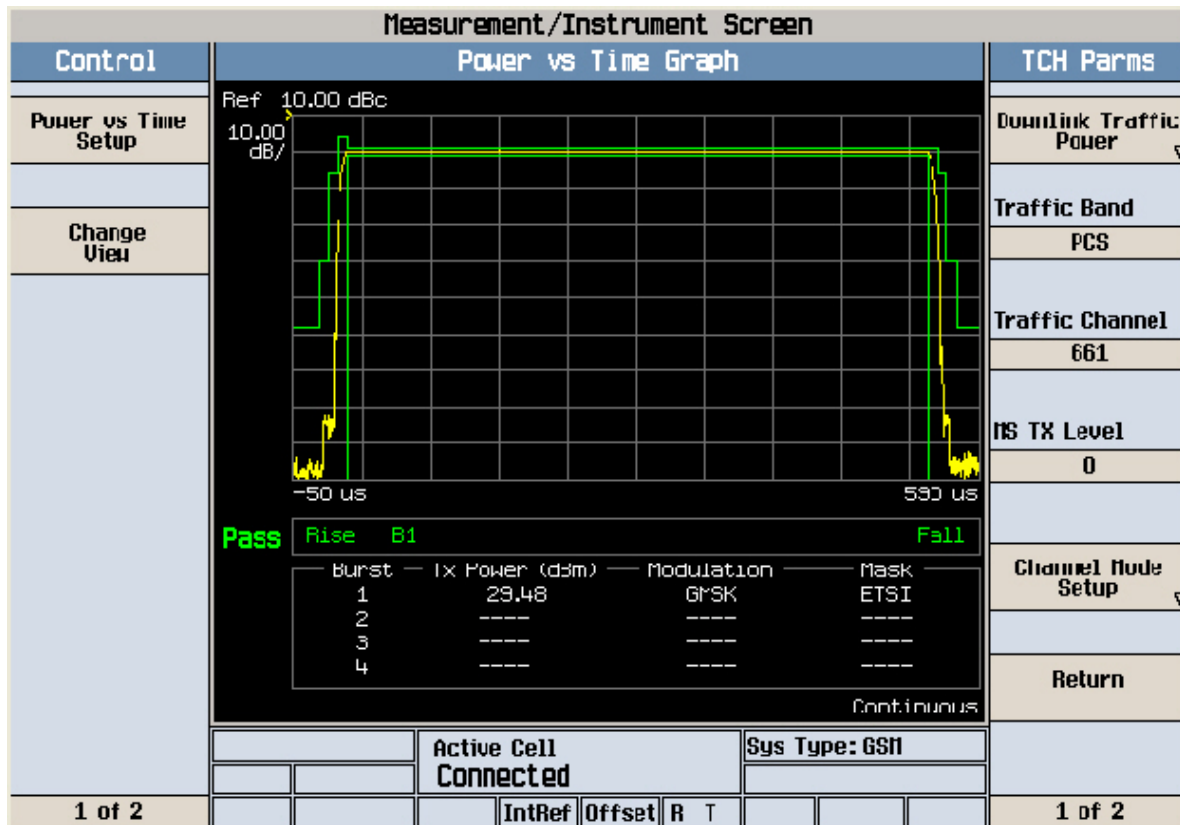 Measurement/Instrument Screen
Control
Power vs Time Graph
TCH Parms
Power vs Time
Setup
Change
View
1 of 2
Ref 10.00 dBc
10.00
dB/
-50 us
590 us
Pass
Rise B1 Fall
Burst Tx Power (dBm) Modulation Mask
1 29.48 GMSK ETSI
2 ---- ---- ----
3 ---- ---- ----
4 ---- ---- ----
Continuous
Active Cell
Connected
Sys Type: GSM
IntRef Offset R T
Downlink Traffic
Power
Traffic Band
PCS
Traffic Channel
661
MS TX Level
0
Channel Mode
Setup
Return
1 of 2